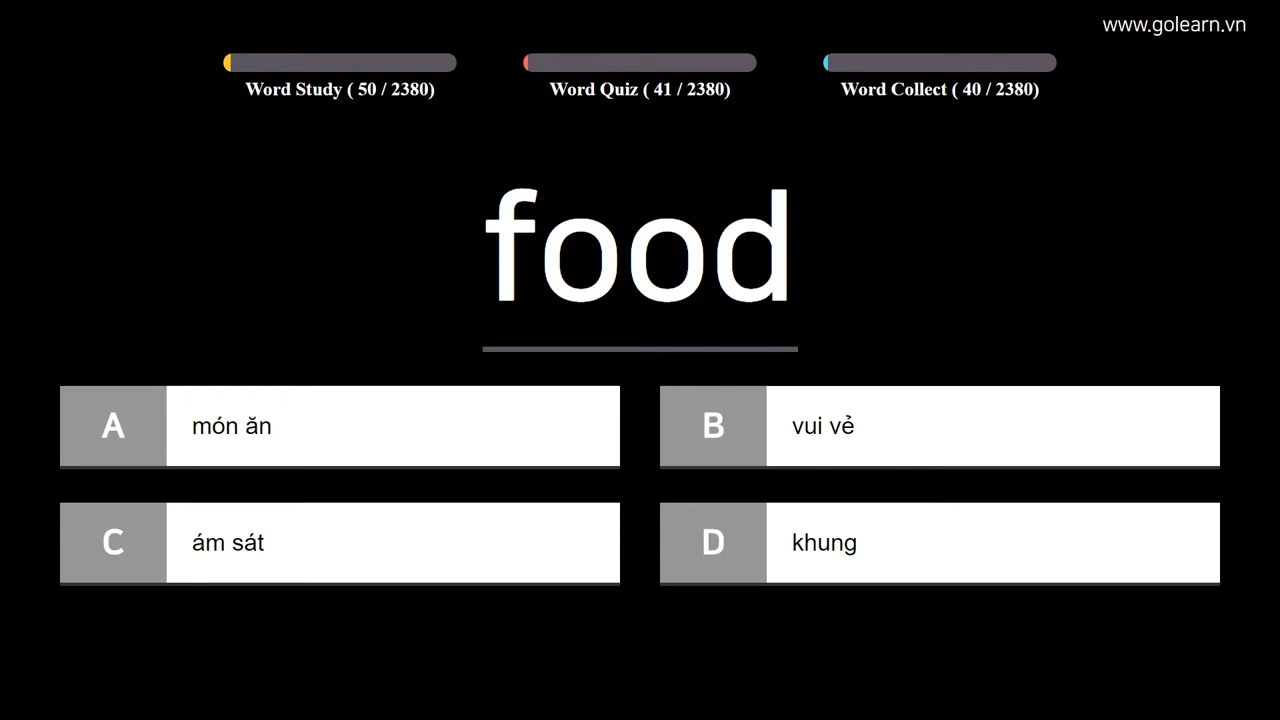 www.golearn.vn
Word Study ( 50 / 2380)
Word Quiz ( 41 / 2380)
Word Collect ( 40 / 2380)
food
A món ăn
B vui vẻ
C ám sát
D khung